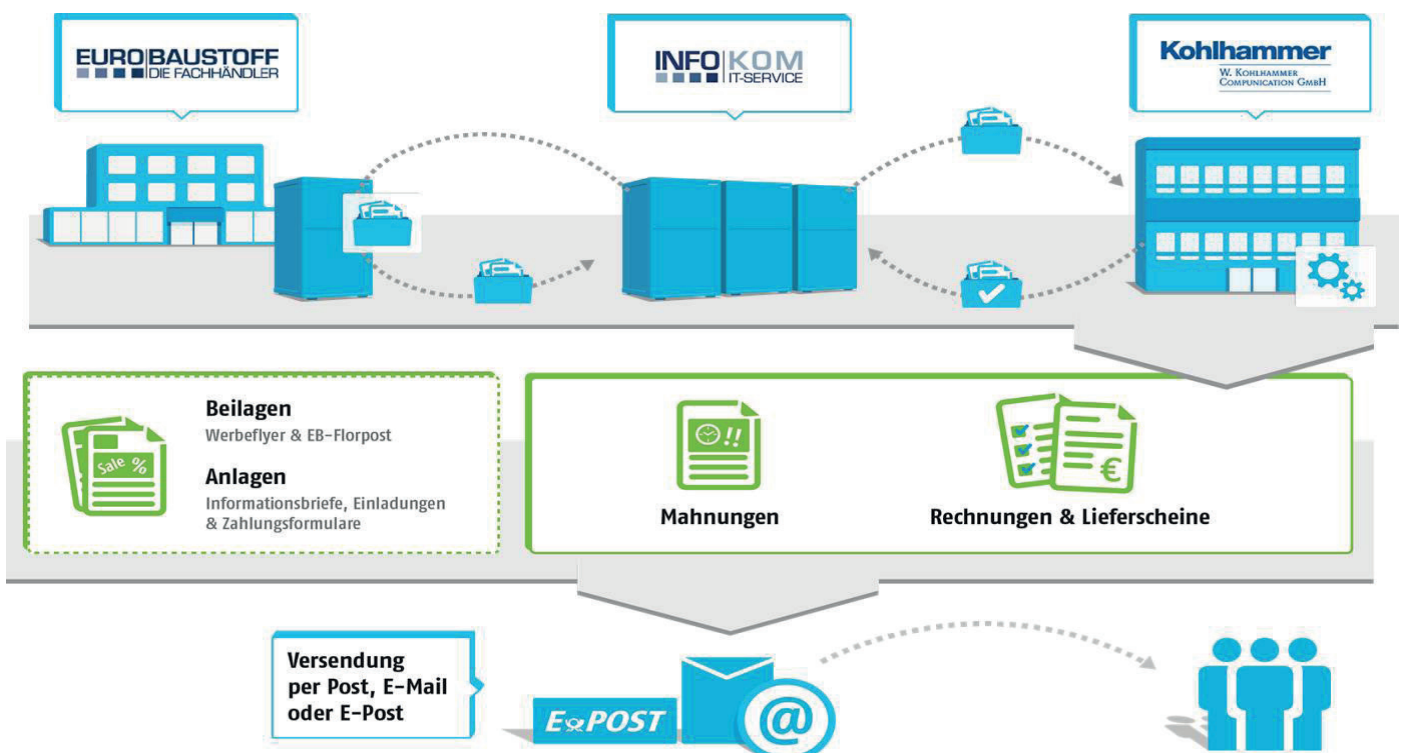 EURO|BAUSTOFF
DIE FACHHÄNDLER
INFO|KOM
IT-SERVICE
Kohlhammer
W. KOHLHAMMER
COMPUNICATION GMBH
Beilagen
Werbeflyer & EB-Florpost
Anlagen
Informationsbriefe, Einladungen
& Zahlungsformulare
Sale %
!!
Mahnungen
€
Rechnungen & Lieferscheine
Versendung
per Post, E-Mail
oder E-Post
E POST
@